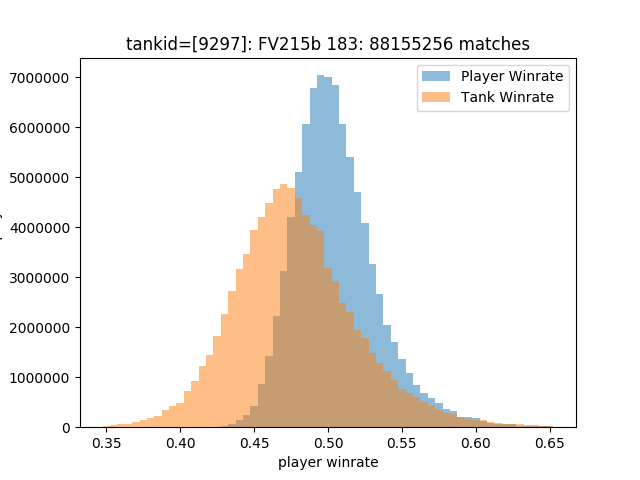 tankid=[9297]: FV215b 183: 88155256 matches
Player Winrate
Tank Winrate
7000000
6000000
5000000
4000000
3000000
2000000
1000000
0
0.35 0.40 0.45 0.50 0.55 0.60 0.65
player winrate